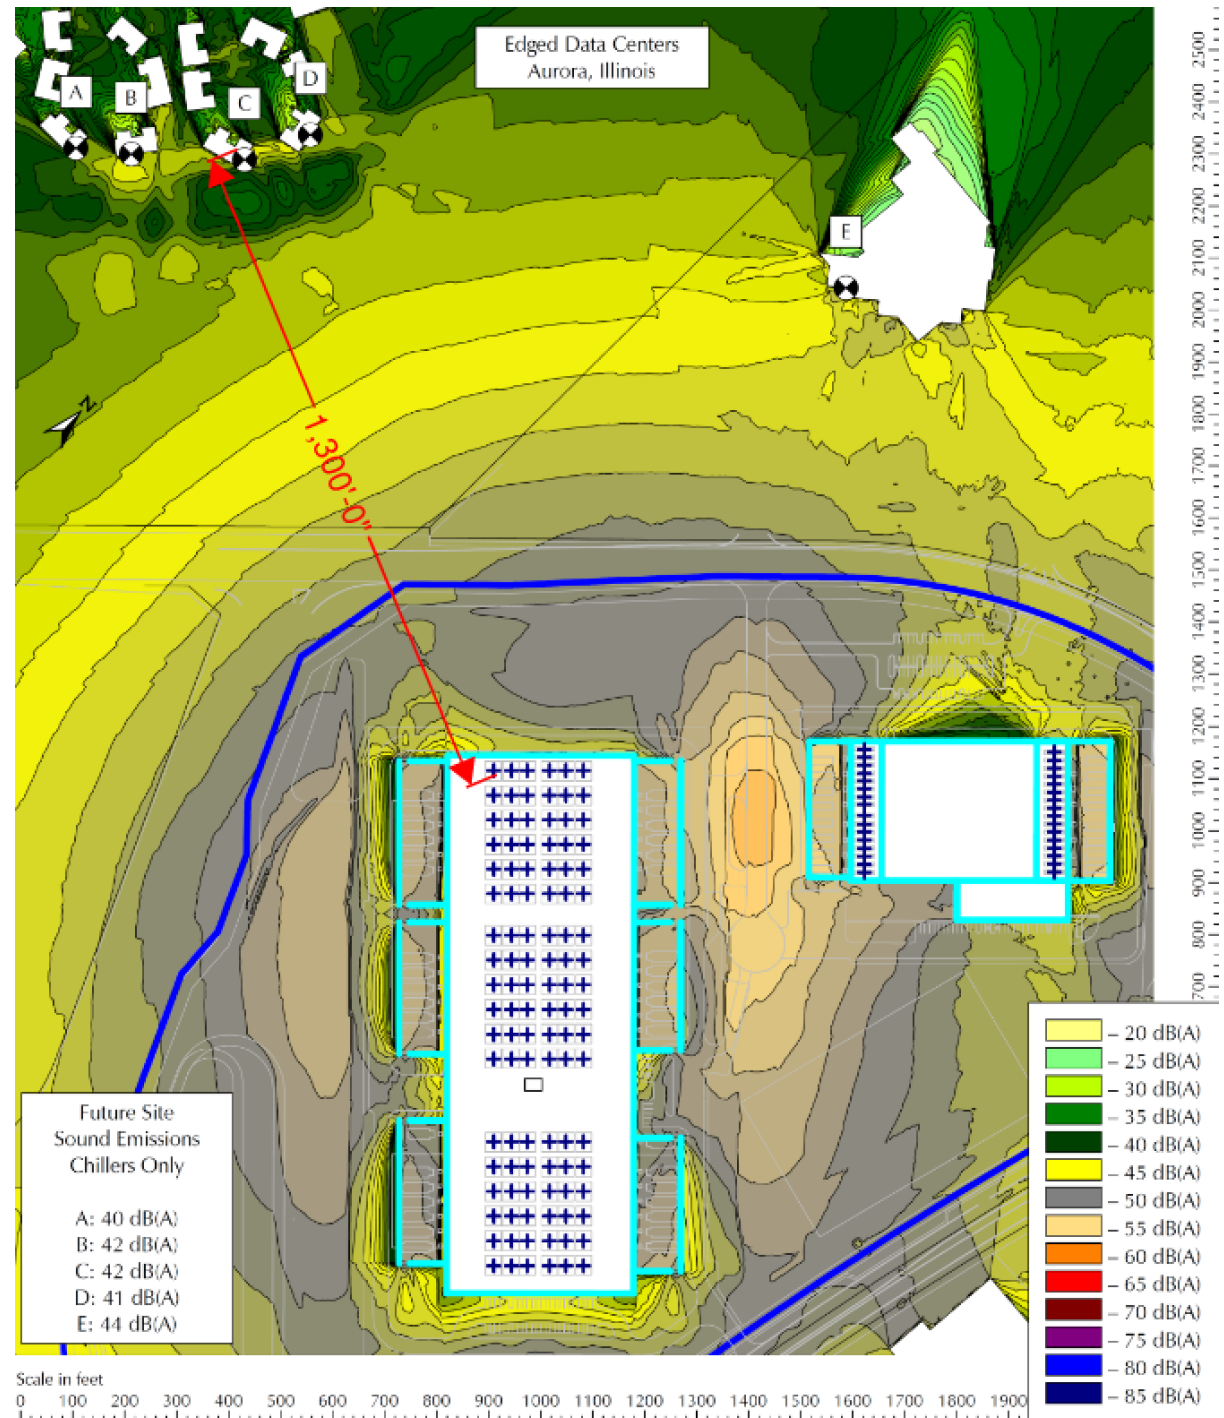 Edged Data Centers
Aurora, Illinois
A
B
C
D
E
N
1,300'-0"
2500
2400
2300
2200
2100
2000
1900
1800
1700
1600
1500
1400
1300
1200
1100
1000
900
800
700
– 20 dB(A)
– 25 dB(A)
– 30 dB(A)
– 35 dB(A)
– 40 dB(A)
– 45 dB(A)
– 50 dB(A)
– 55 dB(A)
– 60 dB(A)
– 65 dB(A)
– 70 dB(A)
– 75 dB(A)
– 80 dB(A)
– 85 dB(A)
Future Site
Sound Emissions
Chillers Only
A: 40 dB(A)
B: 42 dB(A)
C: 42 dB(A)
D: 41 dB(A)
E: 44 dB(A)
Scale in feet
0 100 200 300 400 500 600 700 800 900 1000 1100 1200 1300 1400 1500 1600 1700 1800 1900